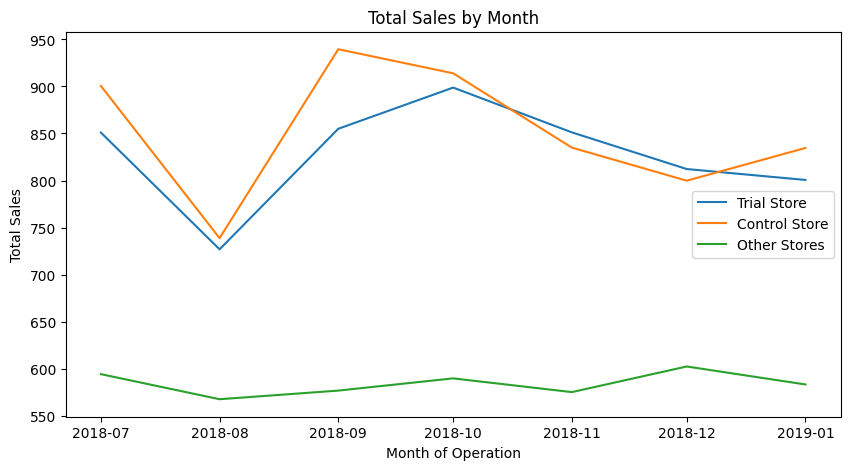 Total Sales by Month
Total Sales
950
900
850
800
750
700
650
600
550
Trial Store
Control Store
Other Stores
2018-07 2018-08 2018-09 2018-10 2018-11 2018-12 2019-01
Month of Operation